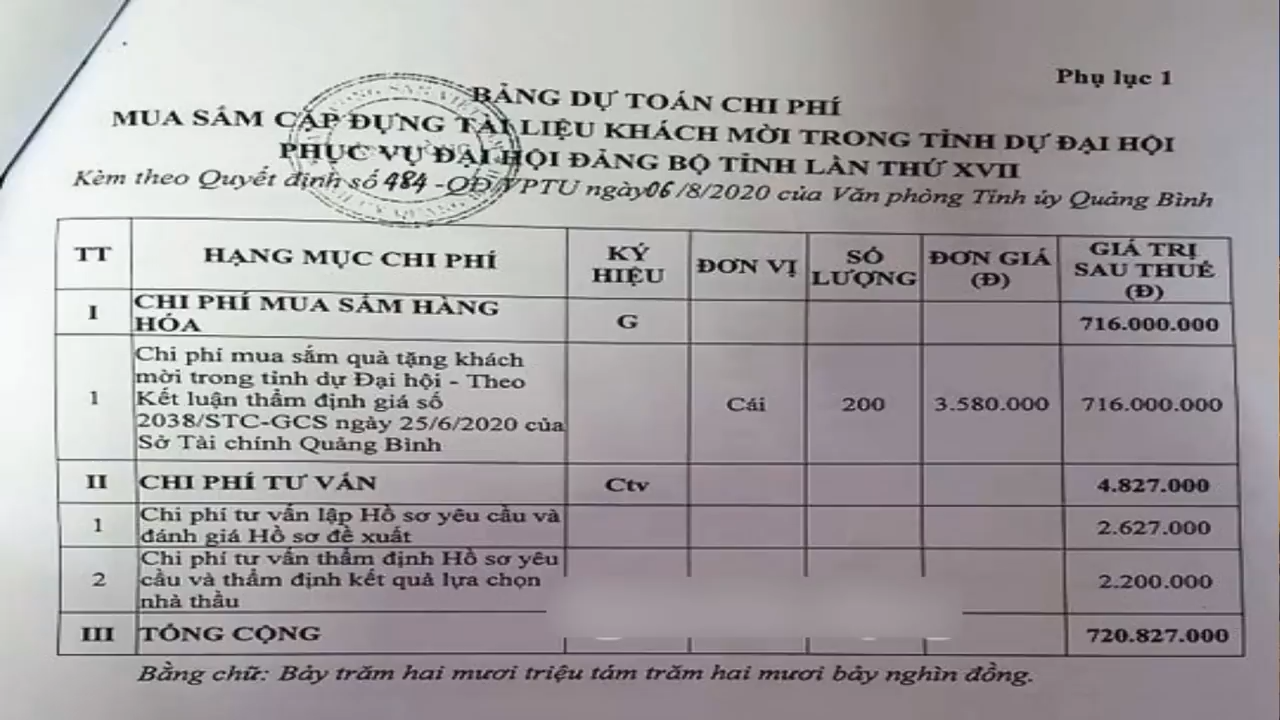 Phụ lục 1
BẢNG DỰ TOÁN CHI PHÍ
MUA SẮM CẶP ĐỰNG TÀI LIỆU KHÁCH MỜI TRONG TỈNH DỰ ĐẠI HỘI
PHỤC VỤ ĐẠI HỘI ĐẢNG BỘ TỈNH LẦN THỨ XVII
Kèm theo Quyết định số 484 -QĐ/VPTU ngày 06/8/2020 của Văn phòng Tỉnh ủy Quảng Bình
TT HẠNG MỤC CHI PHÍ KÝ HIỆU ĐƠN VỊ SỐ LƯỢNG ĐƠN GIÁ (Đ) GIÁ TRỊ SAU THUẾ (Đ)
I CHI PHÍ MUA SẮM HÀNG HÓA G 716.000.000
1 Chi phí mua sắm quà tặng khách
mời trong tỉnh dự Đại hội - Theo
Kết luận thẩm định giá số
2038/STC-GCS ngày 25/6/2020 của
Sở Tài chính Quảng Bình
Cái 200 3.580.000 716.000.000
II CHI PHÍ TƯ VẤN Ctv 4.827.000
1 Chi phí tư vấn lập Hồ sơ yêu cầu và
đánh giá Hồ sơ đề xuất
2.627.000
2 Chi phí tư vấn thẩm định Hồ sơ yêu
cầu và thẩm định kết quả lựa chọn
nhà thầu
2.200.000
III TỔNG CỘNG 720.827.000
Bằng chữ: Bảy trăm hai mươi triệu tám trăm hai mươi bảy nghìn đồng.